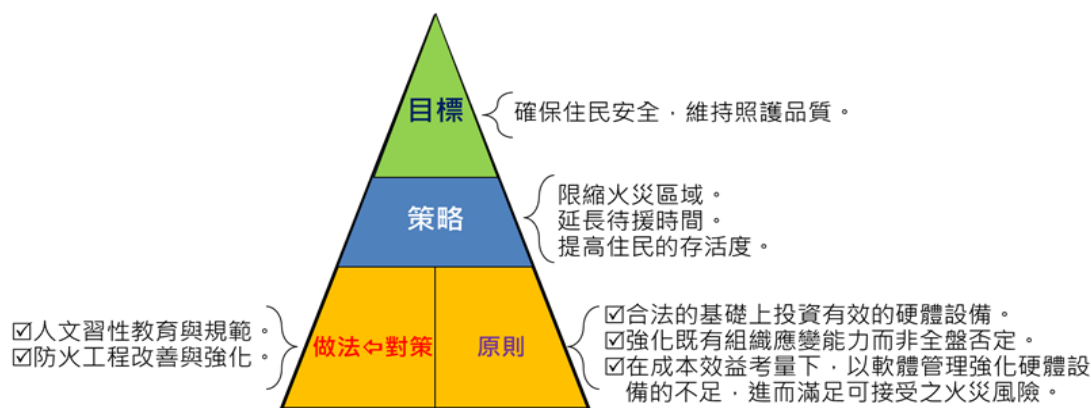 目標
確保住民安全，維持照護品質。
策略
限縮火災區域。
延長待援時間。
提高住民的存活度。
☑人文習性教育與規範。
☑防火工程改善與強化。
做法⇦對策
原則
☑合法的基礎上投資有效的硬體設備。
☑強化既有組織應變能力而非全盤否定。
☑在成本效益考量下，以軟體管理強化硬體設
備的不足，進而滿足可接受之火災風險。